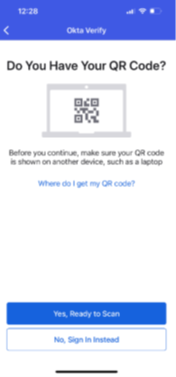 12:28
Okta Verify
Do You Have Your QR Code?
Before you continue, make sure your QR code
is shown on another device, such as a laptop
Where do I get my QR code?
Yes, Ready to Scan
No, Sign In Instead